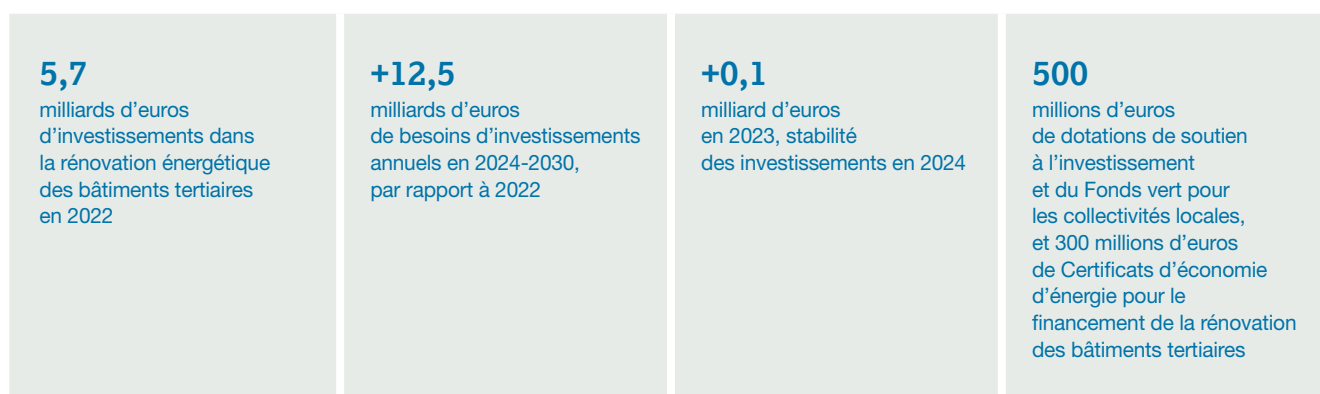 5,7
milliards d’euros
d’investissements dans
la rénovation énergétique
des bâtiments tertiaires
en 2022
+12,5
milliards d’euros
de besoins d’investissements
annuels en 2024-2030,
par rapport à 2022
+0,1
milliard d’euros
en 2023, stabilité
des investissements en 2024
500
millions d’euros
de dotations de soutien
à l’investissement
et du Fonds vert pour
les collectivités locales,
et 300 millions d’euros
de Certificats d’économie
d’énergie pour le
financement de la rénovation
des bâtiments tertiaires